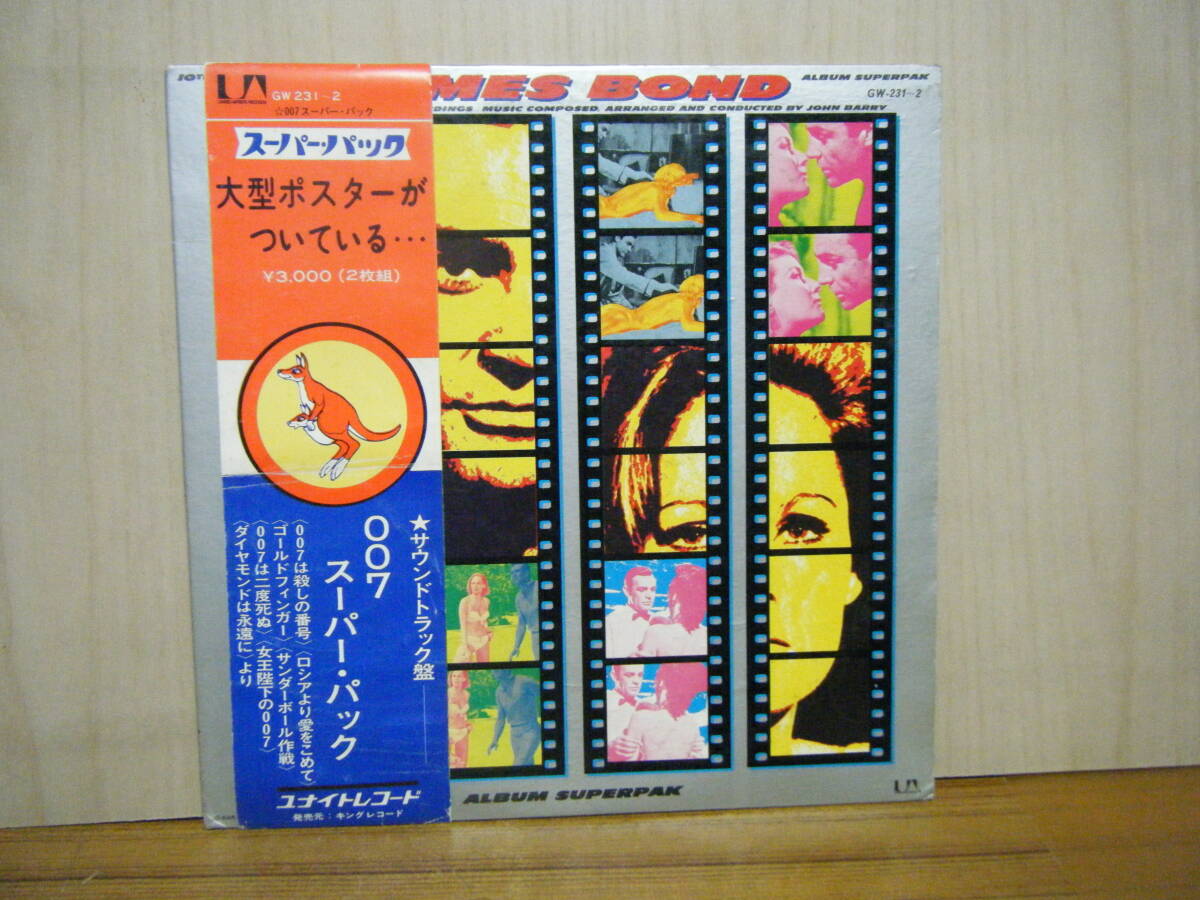 UA
GW 231~2
☆007スーパー・パック
スーパー・パック
大型ポスターが
ついている…
¥3,000 (2枚組)
★サウンドトラック盤
007
スーパー・パック
〈007は殺しの番号〉〈ロシアより愛をこめて〉
〈ゴールドフィンガー〉〈サンダーボール作戦〉
〈007は二度死ぬ〉〈女王陛下の007〉
〈ダイヤモンドは永遠に〉より
ユナイトレコード
発売元:キングレコード
MES BOND
ALBUM SUPERPAK
GW-231~2
DINGS. MUSIC COMPOSED, ARRANGED AND CONDUCTED BY JOHN BARRY
ALBUM SUPERPAK
UA